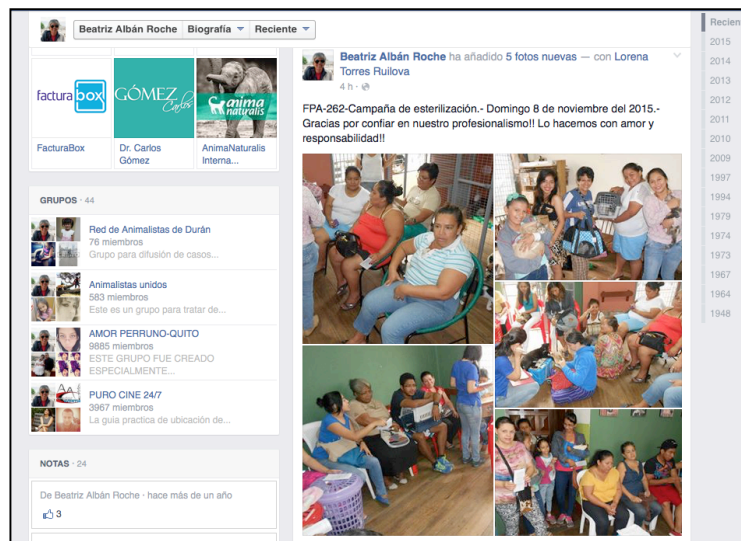 Beatriz Albán Roche Biografía Reciente
factura box
GÓMEZ
Carlos
anima
naturalis
FacturaBox
Dr. Carlos
Gómez
AnimaNaturalis
Interna...
GRUPOS · 44
Red de Animalistas de Durán
76 miembros
Grupo para difusión de casos...
Animalistas unidos
583 miembros
Este es un grupo para tratar de...
AMOR PERRUNO-QUITO
9885 miembros
ESTE GRUPO FUE CREADO
ESPECIALMENTE...
PURO CINE 24/7
3967 miembros
La guia practica de ubicación de...
NOTAS · 24
De Beatriz Albán Roche · hace más de un año
3
Beatriz Albán Roche ha añadido 5 fotos nuevas — con Lorena
Torres Ruilova
4 h ·
FPA-262-Campaña de esterilización.- Domingo 8 de noviembre del 2015.-
Gracias por confiar en nuestro profesionalismo!! Lo hacemos con amor y
responsabilidad!!
Recien
2015
2014
2013
2012
2011
2010
2009
1997
1994
1979
1974
1973
1967
1964
1948